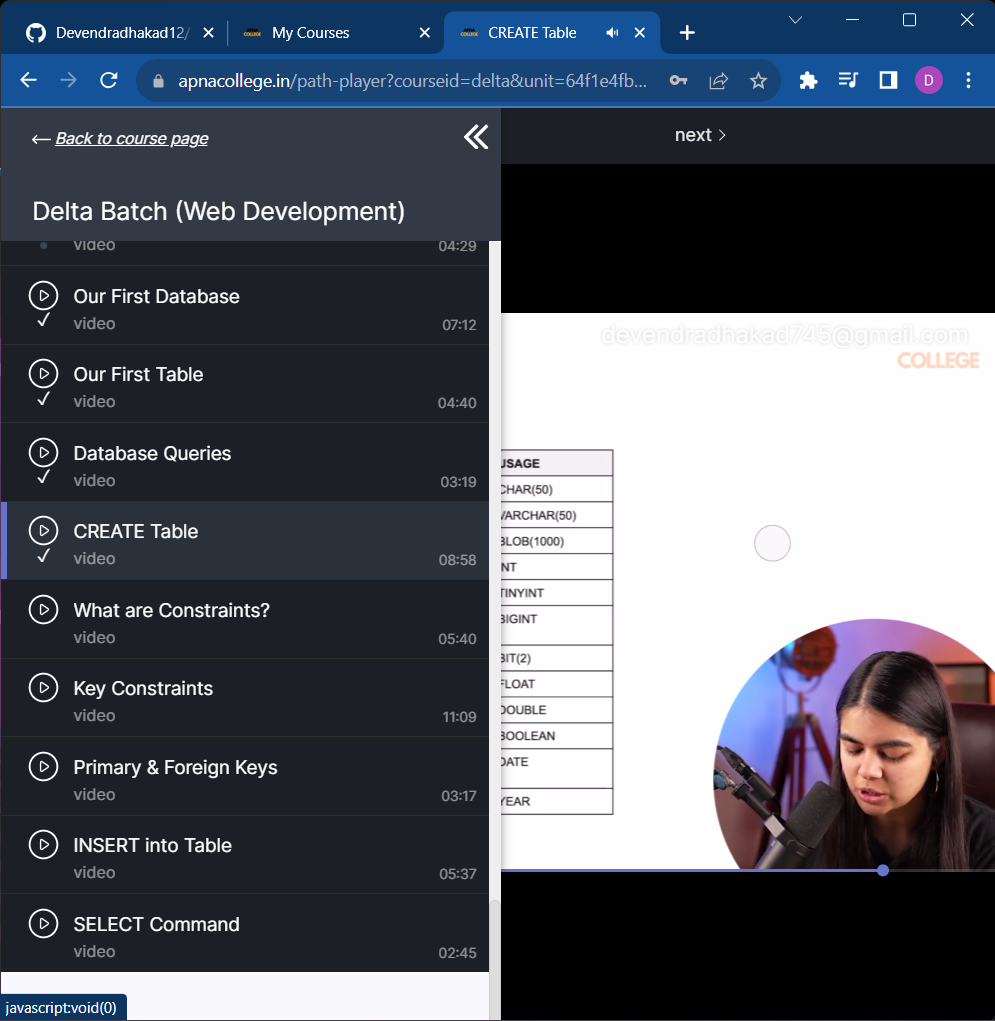 Devendradhakad12/
My Courses
CREATE Table
apnacollege.in/path-player?courseid=delta&unit=64f1e4fb...
D
Back to course page
next
Delta Batch (Web Development)
video
04:29
Our First Database
video
07:12
Our First Table
video
04:40
Database Queries
video
03:19
CREATE Table
video
08:58
What are Constraints?
video
05:40
Key Constraints
video
11:09
Primary & Foreign Keys
video
03:17
INSERT into Table
video
05:37
SELECT Command
video
02:45
javascript:void(0)
devendradhakad745@gmail.com
COLLEGE
USAGE
CHAR(50)
VARCHAR(50)
BLOB(1000)
INT
TINYINT
BIGINT
BIT(2)
FLOAT
DOUBLE
BOOLEAN
DATE
YEAR